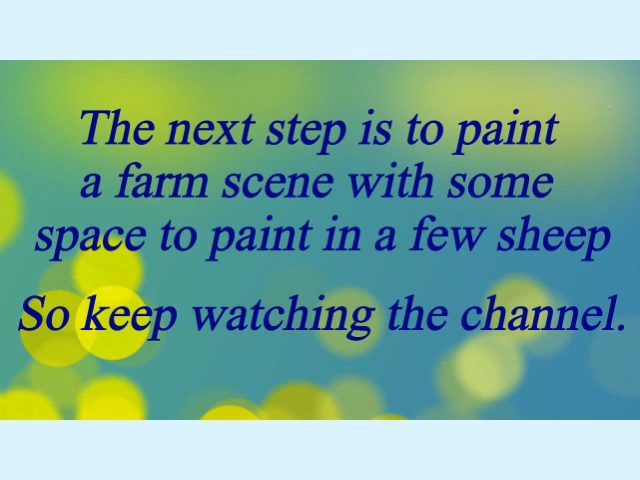 The next step is to paint
a farm scene with some
space to paint in a few sheep
So keep watching the channel.